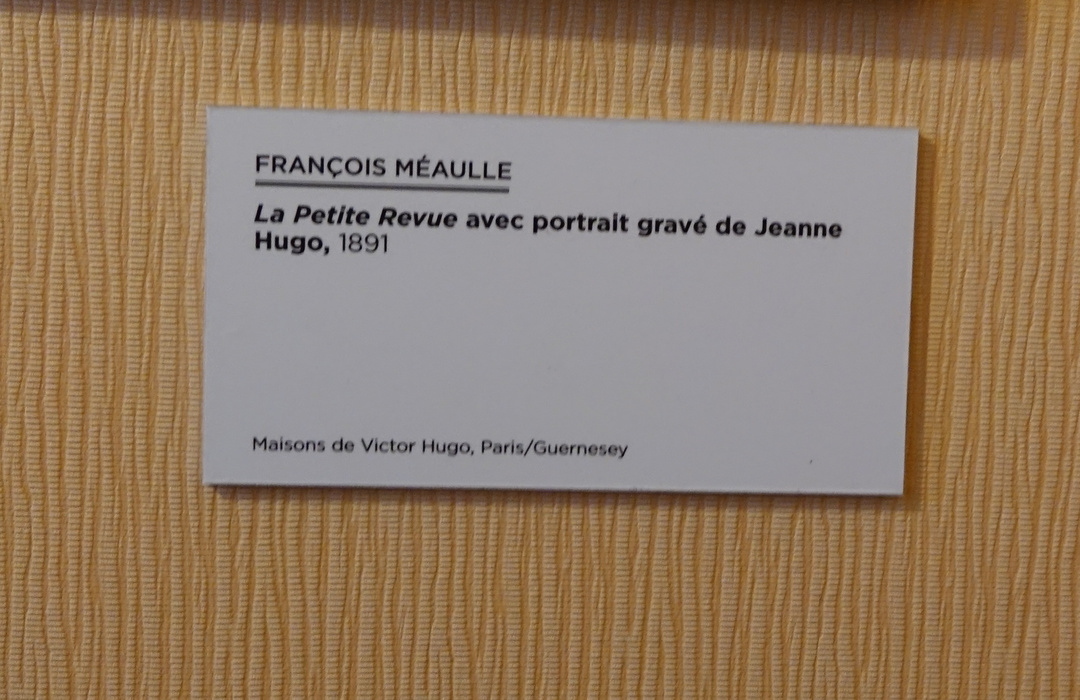 FRANÇOIS MÉAULLE
La Petite Revue avec portrait gravé de Jeanne
Hugo, 1891
Maisons de Victor Hugo, Paris/Guernesey